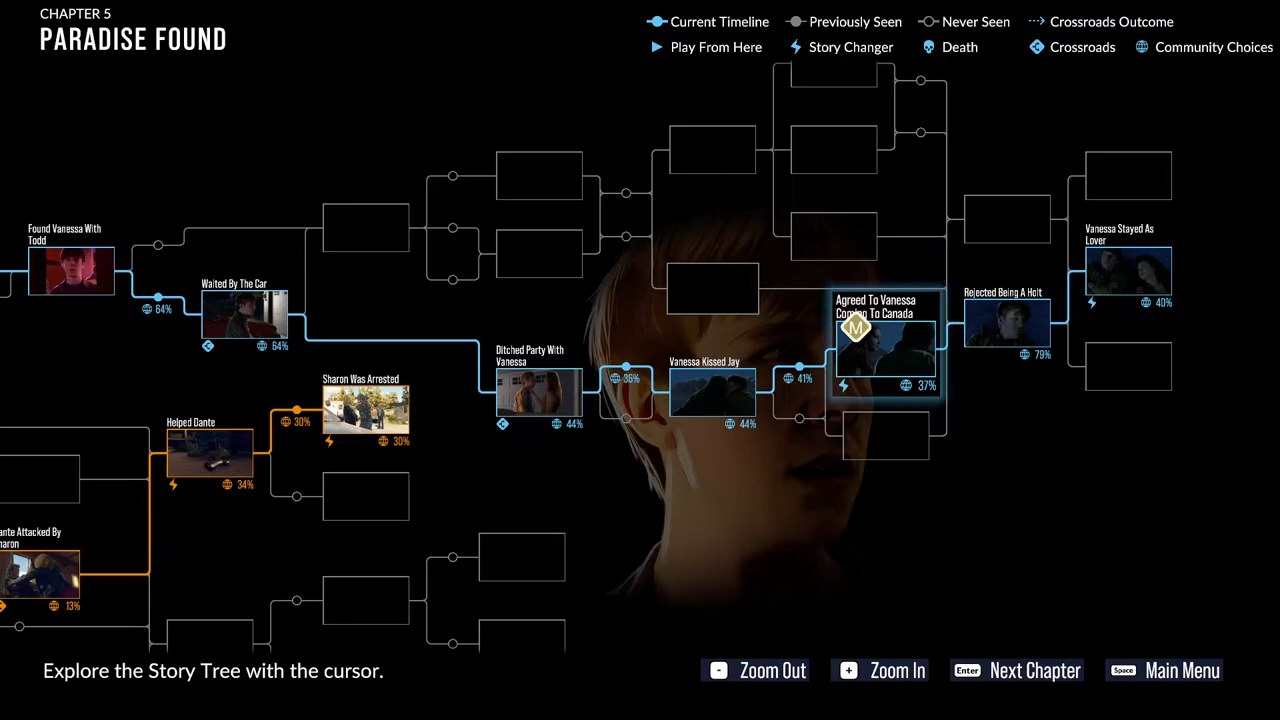 CHAPTER 5
PARADISE FOUND
Current Timeline
Previously Seen
Never Seen
Crossroads Outcome
Play From Here
Story Changer
Death
Crossroads
Community Choices
Found Vanessa With
Todd
64%
Waited By The Car
64%
Sharon Was Arrested
30%
30%
Helped Dante
34%
13%
Ditched Party With
Vanessa
44%
36%
Vanessa Kissed Jay
44%
41%
Agreed To Vanessa
Coming To Canada
M
37%
Rejected Being A Holt
79%
Vanessa Stayed As
Lover
40%
Explore the Story Tree with the cursor.
- Zoom Out
+ Zoom In
Enter Next Chapter
Space Main Menu